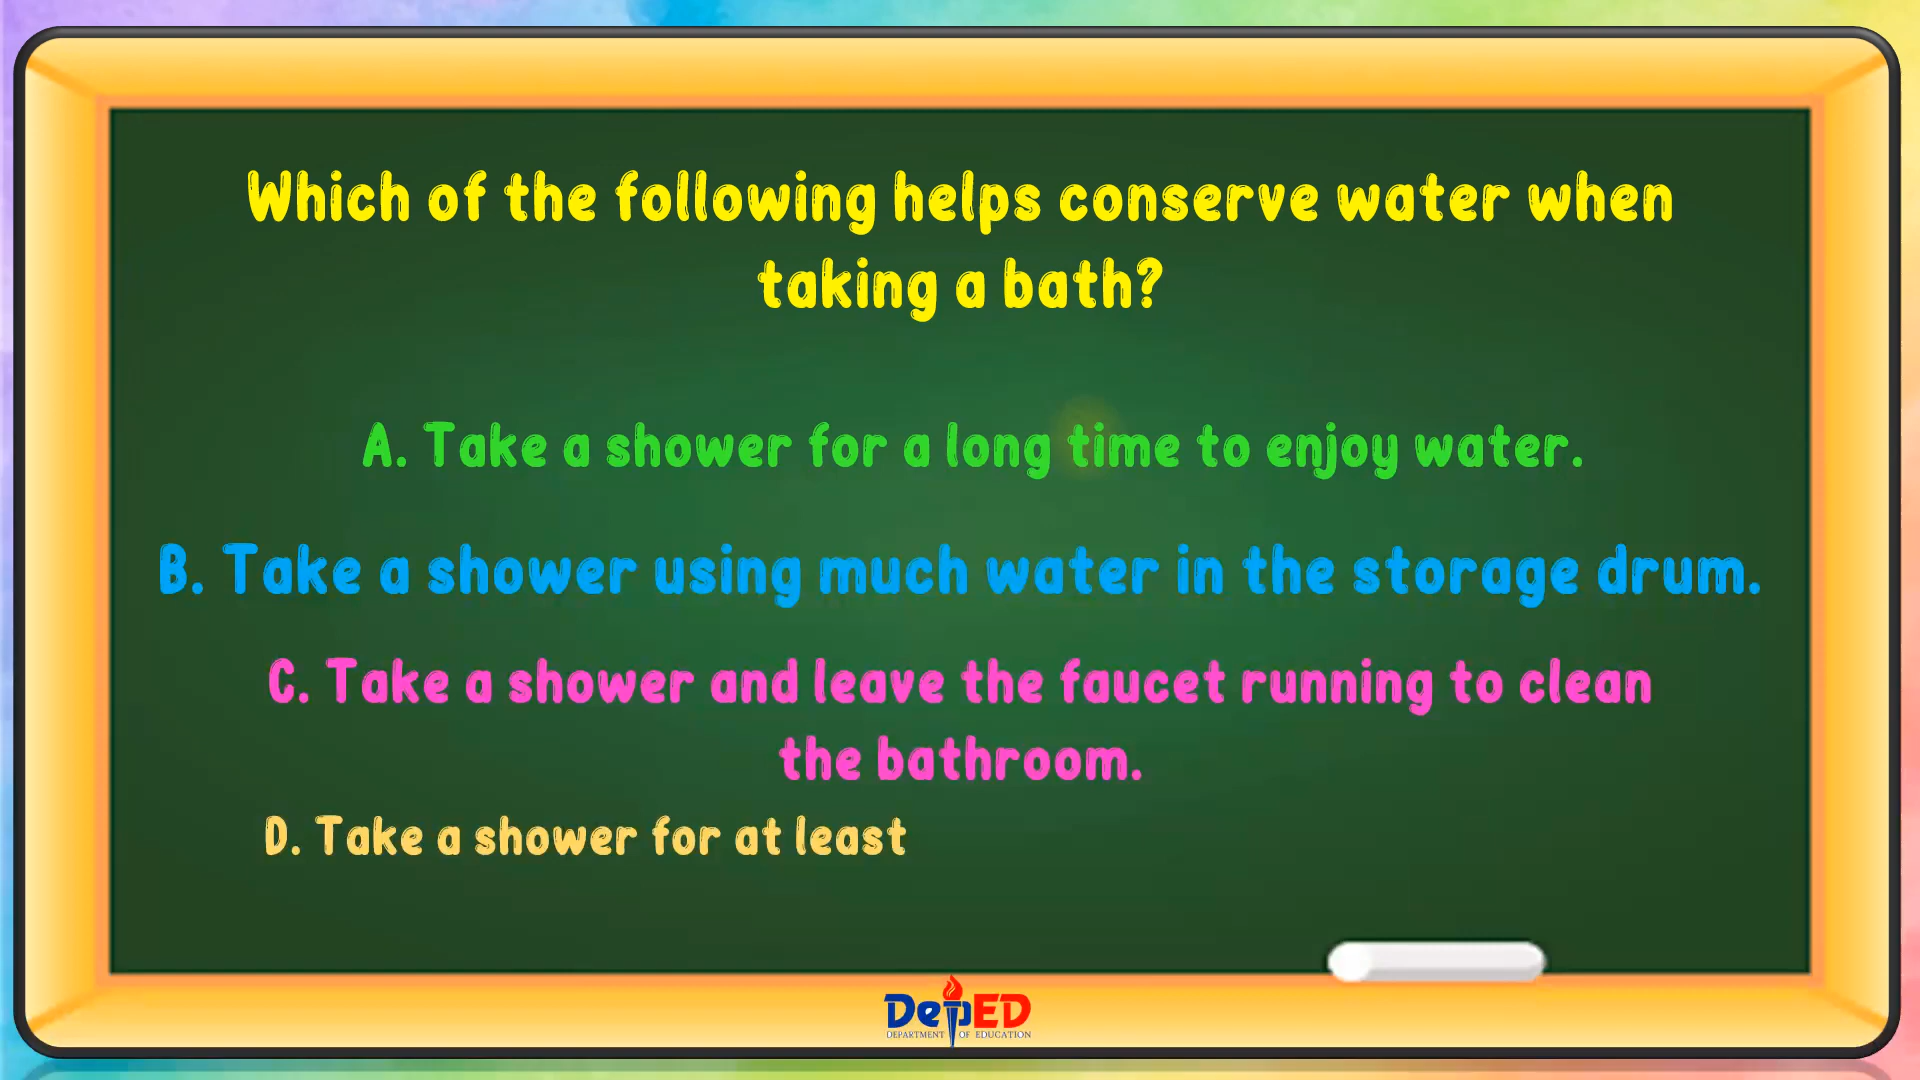 Which of the following helps conserve water when
taking a bath?
A. Take a shower for a long time to enjoy water.
B. Take a shower using much water in the storage drum.
C. Take a shower and leave the faucet running to clean
the bathroom.
D. Take a shower for at least
DepED
DEPARTMENT OF EDUCATION